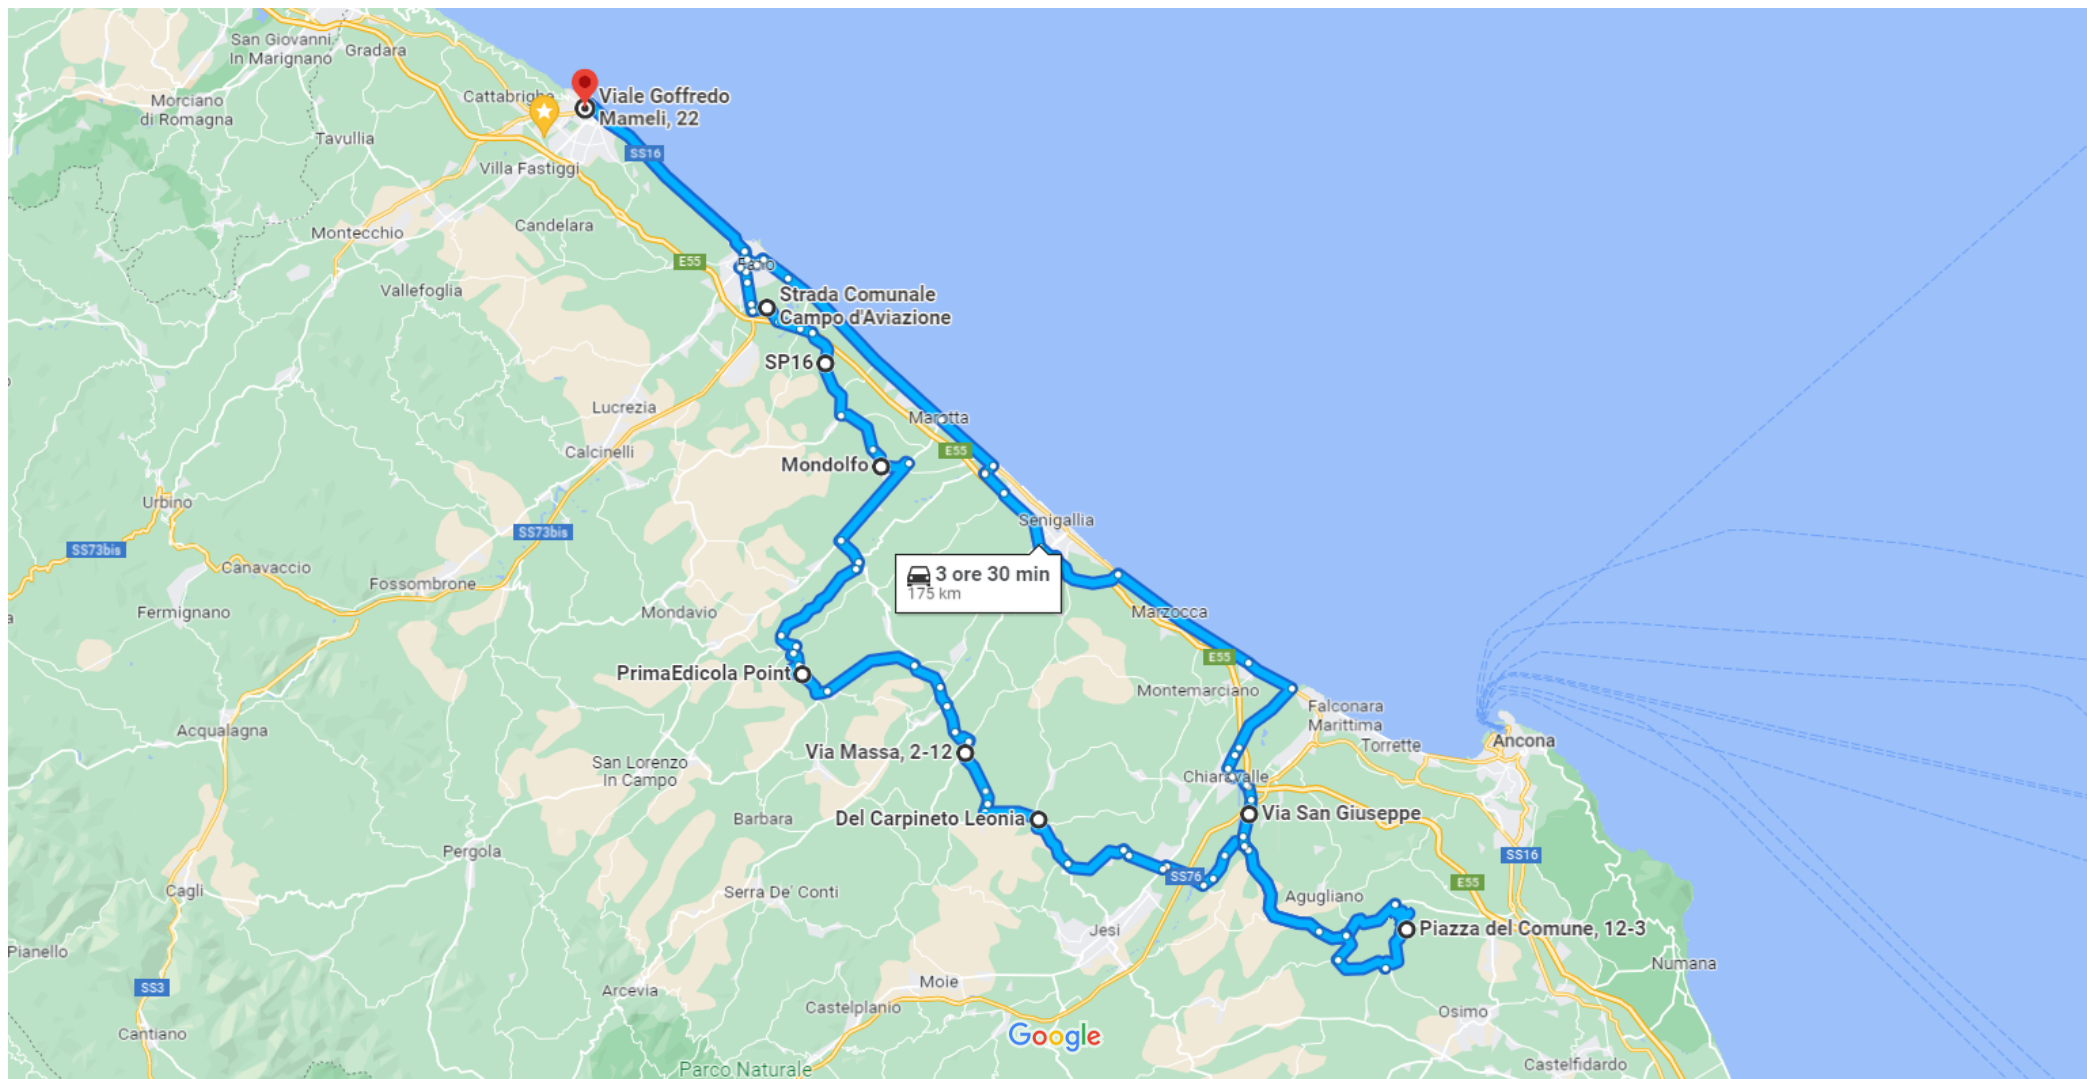 San Giovanni
In Marignano
Gradara
Cattabrighe
Viale Goffredo
Mameli, 22
Morciano
di Romagna
Tavullia
SS16
Villa Fastiggi
Candelara
Montecchio
E55
Fano
Vallefoglia
Strada Comunale
Campo d'Aviazione
SP16
Lucrezia
Marotta
Calcinelli
E55
Mondolfo
Urbino
Senigallia
SS73bis
SS73bis
Canavaccio
3 ore 30 min
175 km
Fossombrone
Fermignano
Mondavio
Marzocca
E55
PrimaEdicola Point
Montemarciano
Falconara
Marittima
Acqualagna
Torrette
Ancona
Via Massa, 2-12
San Lorenzo
In Campo
Chiaravalle
Barbara
Del Carpineto Leonia
Via San Giuseppe
Pergola
SS16
SS76
E55
Cagli
Serra De' Conti
Agugliano
Jesi
Piazza del Comune, 12-3
Pianello
Numana
SS3
Arcevia
Moie
Castelplanio
Osimo
Cantiano
Google
Castelfidardo
Parco Naturale